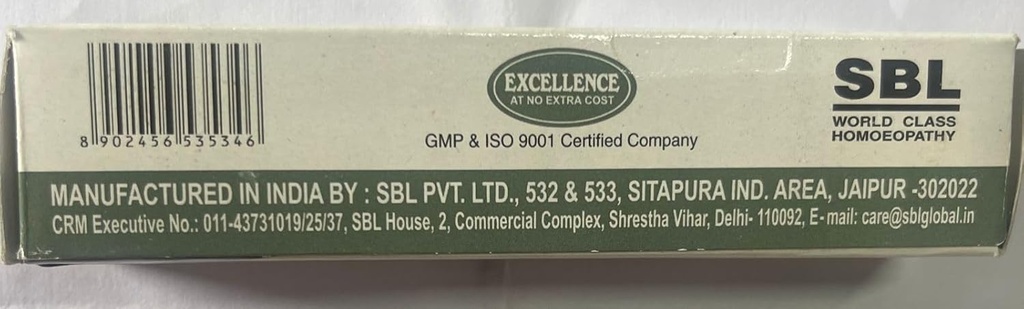 8 902456 535346
EXCELLENCE
AT NO EXTRA COST
GMP & ISO 9001 Certified Company
SBL
WORLD CLASS
HOMOEOPATHY
MANUFACTURED IN INDIA BY : SBL PVT. LTD., 532 & 533, SITAPURA IND. AREA, JAIPUR -302022
CRM Executive No.: 011-43731019/25/37, SBL House, 2, Commercial Complex, Shrestha Vihar, Delhi- 110092, E-mail: care@sblglobal.in